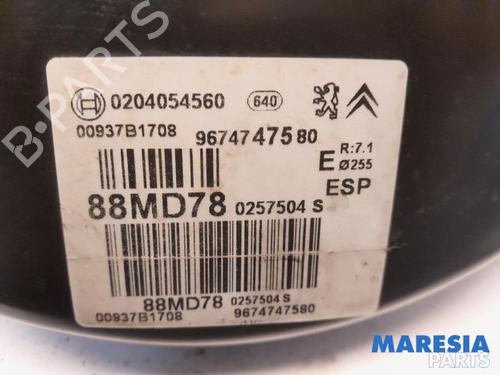 0204054560 640
00937B1708 9674747580
E R:7.1
Ø255
ESP
88MD78 0257504 S
88MD78 0257504 S
00937B1708 9674747580
B-PARTS
MARESIA
PARTS